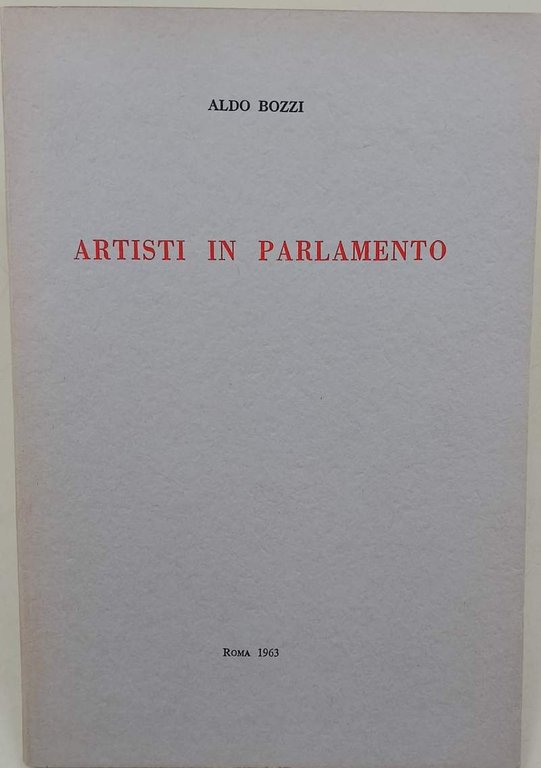 ALDO BOZZI
ARTISTI IN PARLAMENTO
ROMA 1963